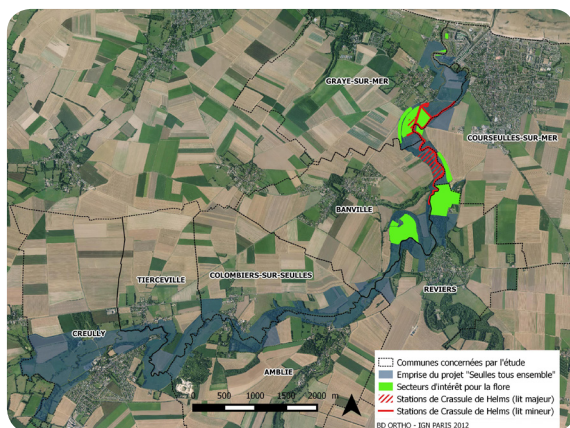 GRAYE-SUR-MER
COURSEULLES-SUR-MER
BANVILLE
TIERCEVILLE
COLOMBIERS-SUR-SEULLES
REVIERS
CREULLY
AMBLIE
0 500 1000 1500 2000 m
Communes concernées par l'étude
Emprise du projet "Seulles tous ensemble"
Secteurs d'intérêt pour la flore
Stations de Crassule de Helms (lit majeur)
Stations de Crassule de Helms (lit mineur)
BD ORTHO - IGN PARIS 2012